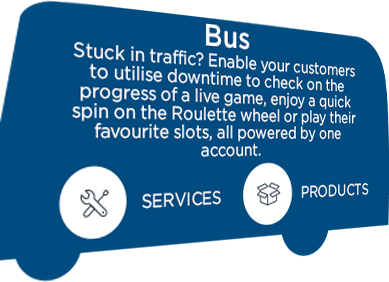 Bus
Stuck in traffic? Enable your customers
to utilise downtime to check on the
progress of a live game, enjoy a quick
spin on the Roulette wheel or play their
favourite slots, all powered by one
account.
SERVICES
PRODUCTS